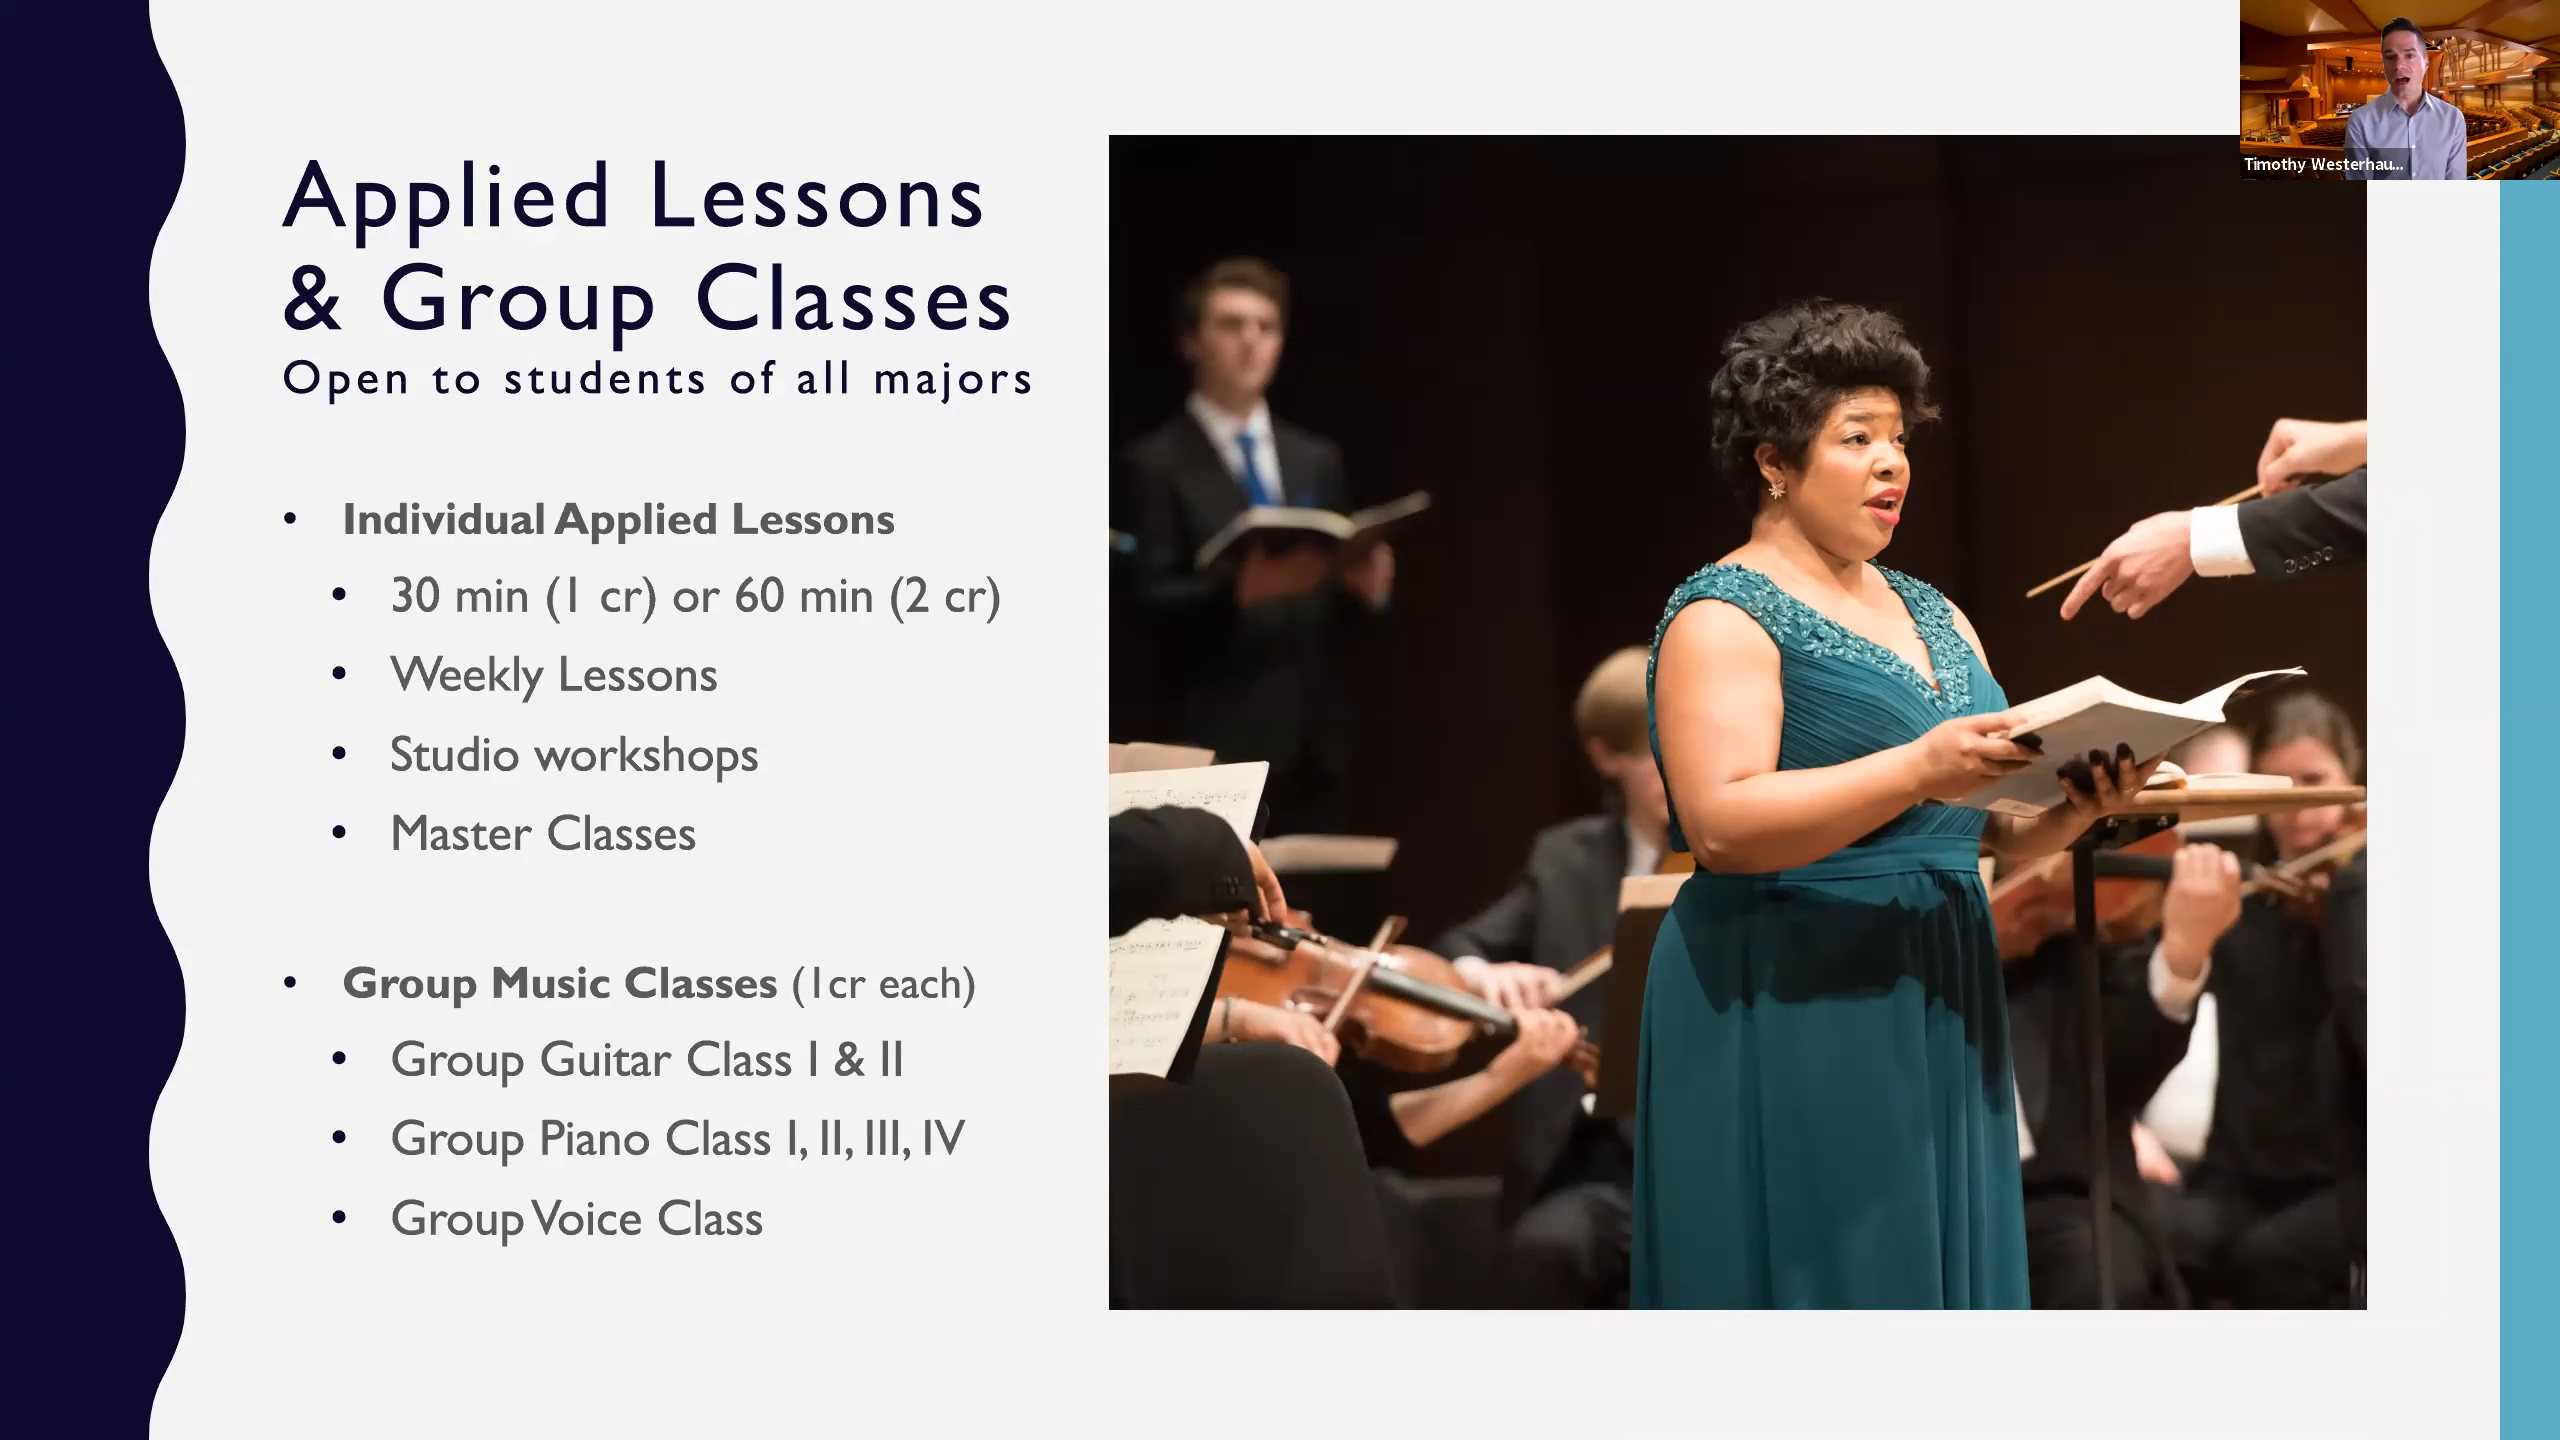 Applied Lessons
& Group Classes
Open to students of all majors
• Individual Applied Lessons
• 30 min (1 cr) or 60 min (2 cr)
• Weekly Lessons
• Studio workshops
• Master Classes
• Group Music Classes (1cr each)
• Group Guitar Class I & II
• Group Piano Class I, II, III, IV
• Group Voice Class
Timothy Westerhau...